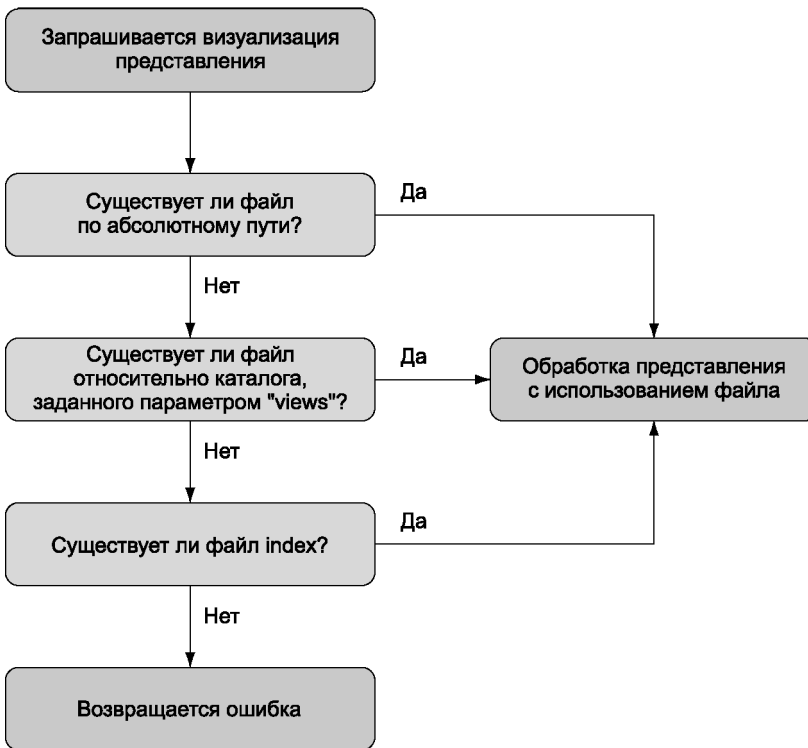 Запрашивается визуализация
представления
Существует ли файл
по абсолютному пути?
Да
Нет
Существует ли файл
относительно каталога,
заданного параметром "views"?
Да
Обработка представления
с использованием файла
Нет
Существует ли файл index?
Да
Нет
Возвращается ошибка